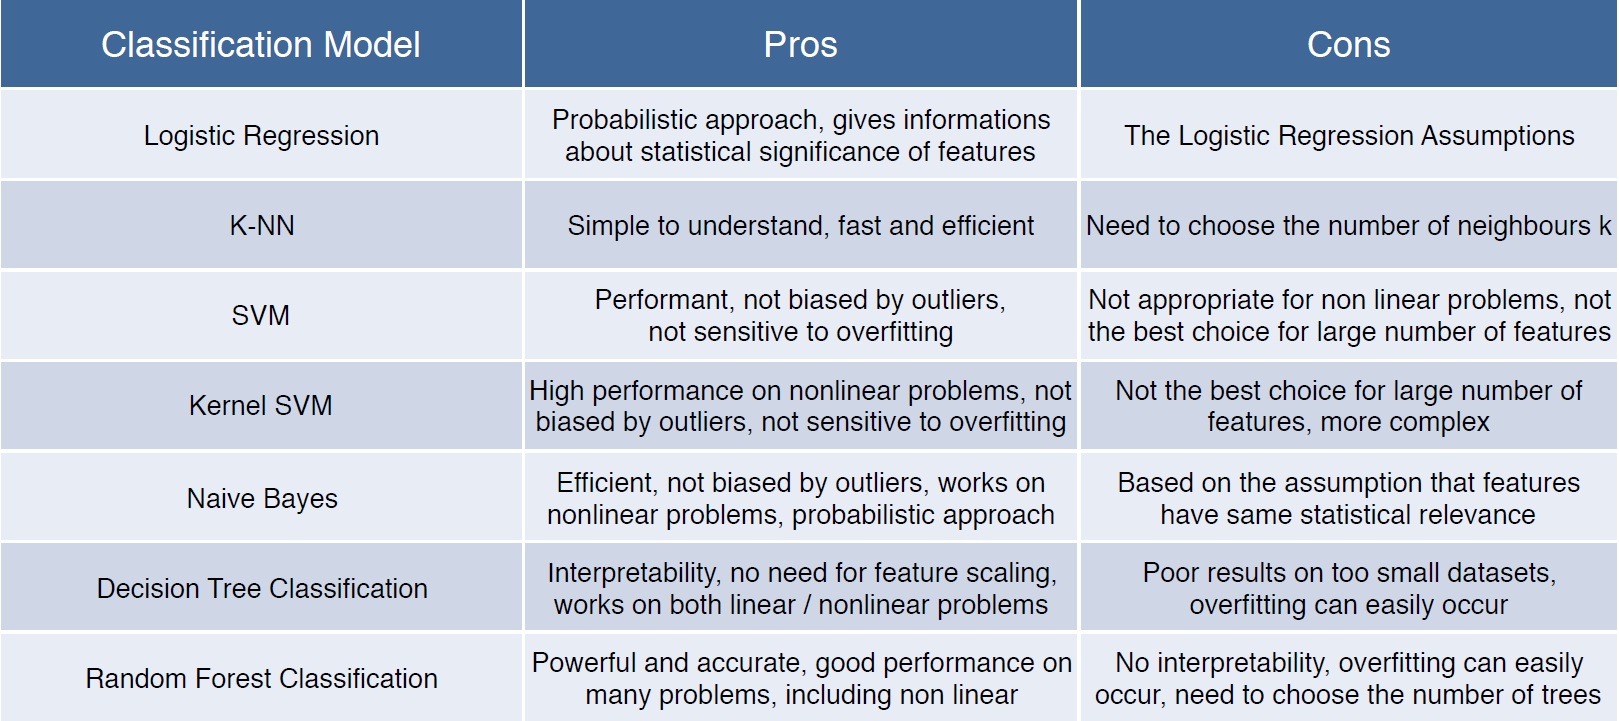 Classification Model
Pros
Cons
Logistic Regression
Probabilistic approach, gives informations
about statistical significance of features
The Logistic Regression Assumptions
K-NN
Simple to understand, fast and efficient
Need to choose the number of neighbours k
SVM
Performant, not biased by outliers,
not sensitive to overfitting
Not appropriate for non linear problems, not
the best choice for large number of features
Kernel SVM
High performance on nonlinear problems, not
biased by outliers, not sensitive to overfitting
Not the best choice for large number of
features, more complex
Naive Bayes
Efficient, not biased by outliers, works on
nonlinear problems, probabilistic approach
Based on the assumption that features
have same statistical relevance
Decision Tree Classification
Interpretability, no need for feature scaling,
works on both linear / nonlinear problems
Poor results on too small datasets,
overfitting can easily occur
Random Forest Classification
Powerful and accurate, good performance on
many problems, including non linear
No interpretability, overfitting can easily
occur, need to choose the number of trees